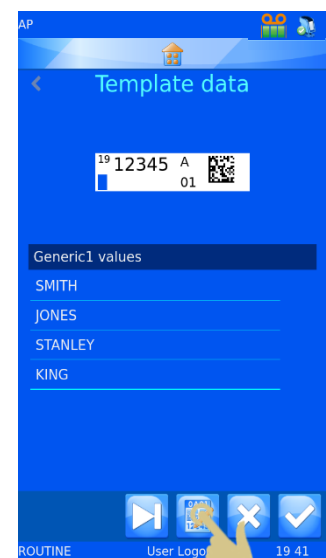 AP
Template data
19 12345 A
01
Generic1 values
SMITH
JONES
STANLEY
KING
ROUTINE User Logo 19 41